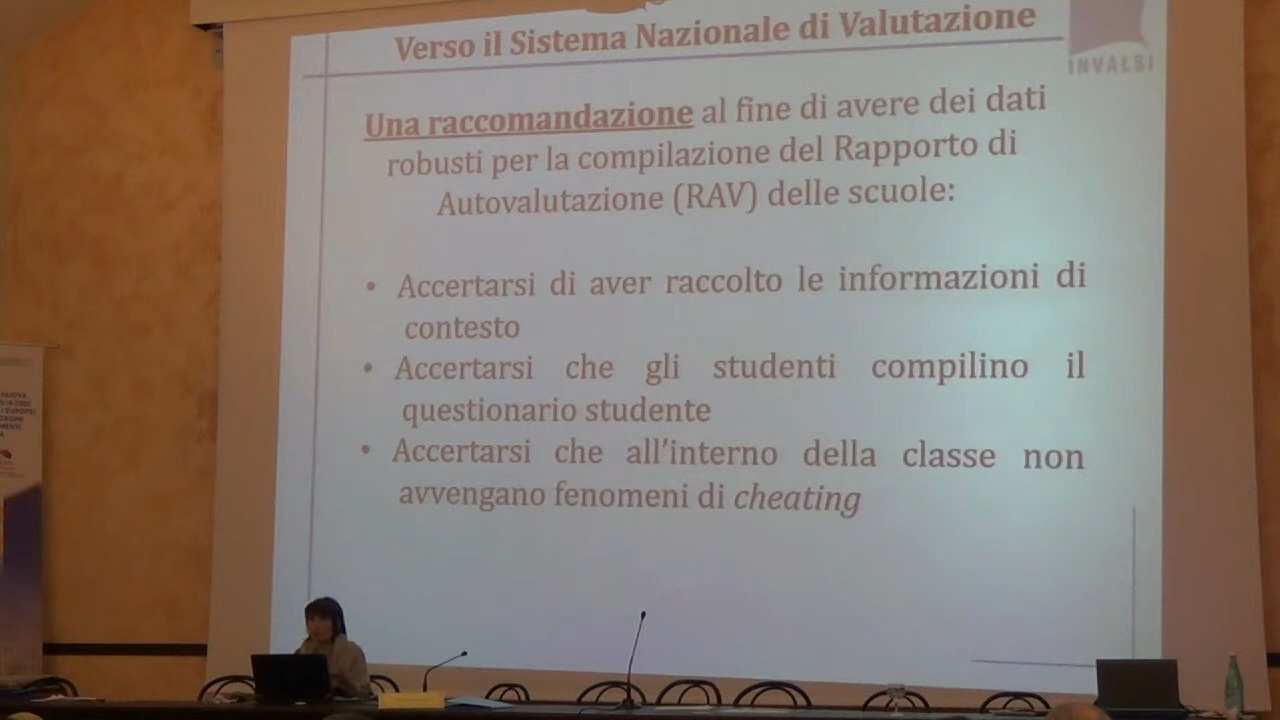 Verso il Sistema Nazionale di Valutazione
INVALSI
Una raccomandazione al fine di avere dei dati
robusti per la compilazione del Rapporto di
Autovalutazione (RAV) delle scuole:
• Accertarsi di aver raccolto le informazioni di
contesto
• Accertarsi che gli studenti compilino il
questionario studente
• Accertarsi che all'interno della classe non
avvengano fenomeni di cheating
NUOVA
EUROPEI